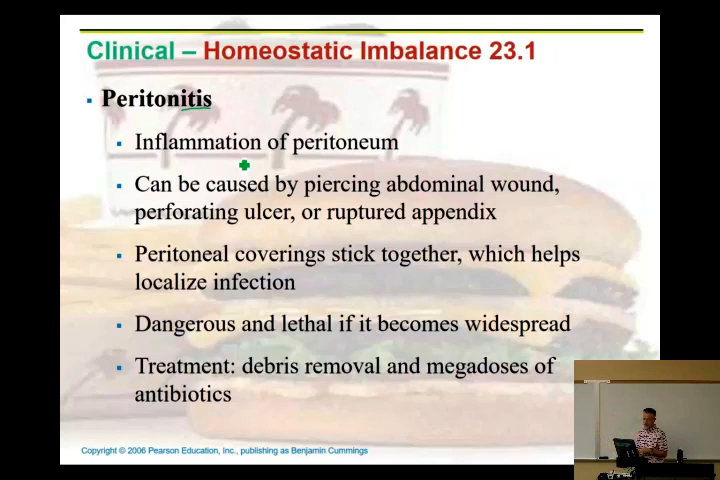 Clinical – Homeostatic Imbalance 23.1
▪ Peritonitis
▪ Inflammation of peritoneum
▪ Can be caused by piercing abdominal wound,
perforating ulcer, or ruptured appendix
▪ Peritoneal coverings stick together, which helps
localize infection
▪ Dangerous and lethal if it becomes widespread
▪ Treatment: debris removal and megadoses of
antibiotics
Copyright © 2006 Pearson Education, Inc., publishing as Benjamin Cummings